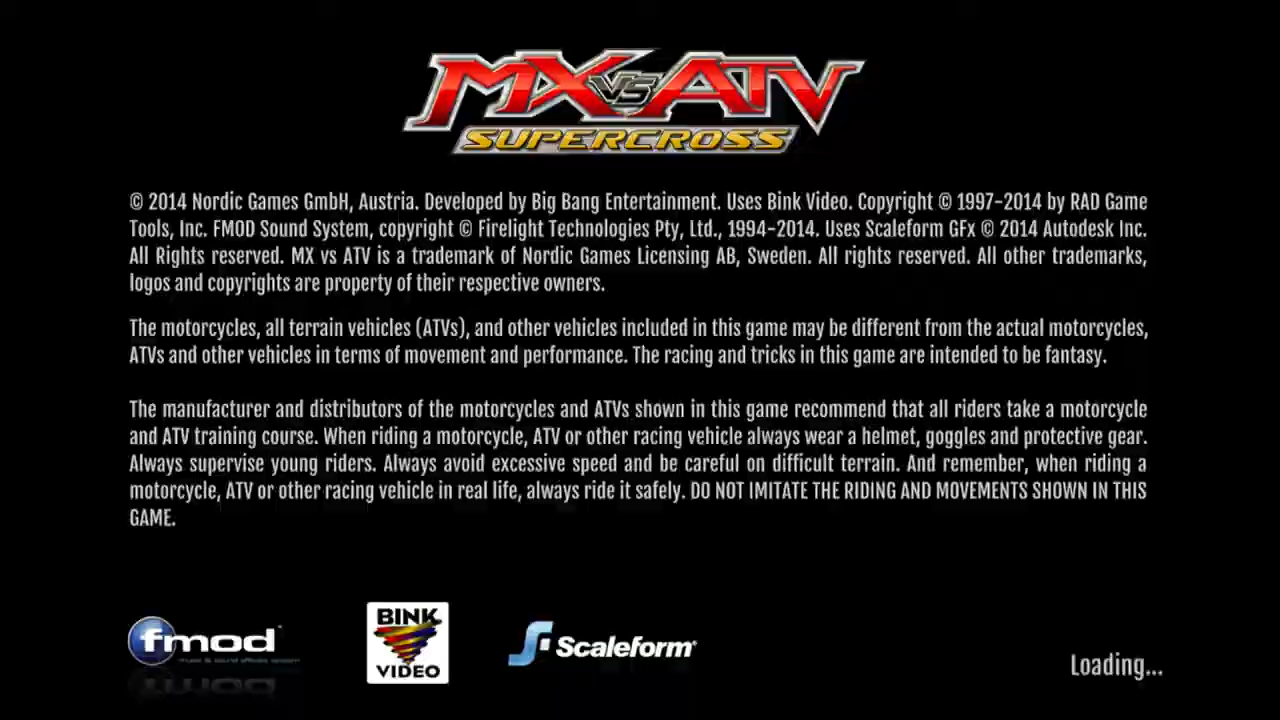 MX vs ATV
SUPERCROSS
© 2014 Nordic Games GmbH, Austria. Developed by Big Bang Entertainment. Uses Bink Video. Copyright © 1997-2014 by RAD Game
Tools, Inc. FMOD Sound System, copyright © Firelight Technologies Pty, Ltd., 1994-2014. Uses Scaleform GFx © 2014 Autodesk Inc.
All Rights reserved. MX vs ATV is a trademark of Nordic Games Licensing AB, Sweden. All rights reserved. All other trademarks,
logos and copyrights are property of their respective owners.
The motorcycles, all terrain vehicles (ATVs), and other vehicles included in this game may be different from the actual motorcycles,
ATVs and other vehicles in terms of movement and performance. The racing and tricks in this game are intended to be fantasy.
The manufacturer and distributors of the motorcycles and ATVs shown in this game recommend that all riders take a motorcycle
and ATV training course. When riding a motorcycle, ATV or other racing vehicle always wear a helmet, goggles and protective gear.
Always supervise young riders. Always avoid excessive speed and be careful on difficult terrain. And remember, when riding a
motorcycle, ATV or other racing vehicle in real life, always ride it safely. DO NOT IMITATE THE RIDING AND MOVEMENTS SHOWN IN THIS
GAME.
fmod
BINK
VIDEO
Scaleform
Loading...